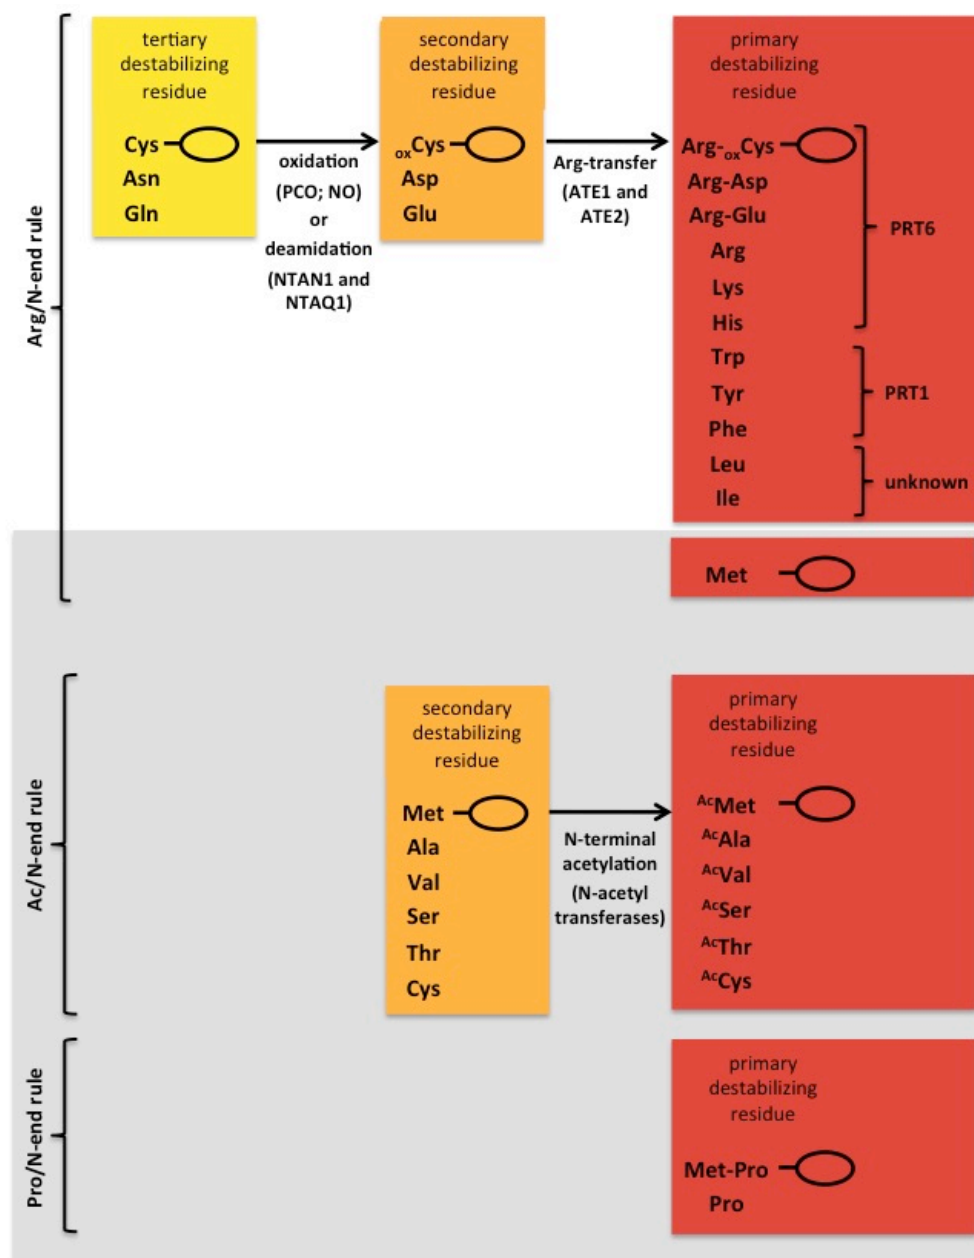 Arg/N-end rule
tertiary
destabilizing
residue
Cys
Asn
Gln
oxidation
(PCO; NO)
or
deamidation
(NTAN1 and
NTAQ1)
secondary
destabilizing
residue
oxCys
Asp
Glu
Arg-transfer
(ATE1 and
ATE2)
primary
destabilizing
residue
Arg-oxCys
Arg-Asp
Arg-Glu
Arg
Lys
His
PRT6
Trp
Tyr
Phe
PRT1
Leu
Ile
unknown
Met
Ac/N-end rule
secondary
destabilizing
residue
Met
Ala
Val
Ser
Thr
Cys
N-terminal
acetylation
(N-acetyl
transferases)
primary
destabilizing
residue
AcMet
AcAla
AcVal
AcSer
AcThr
AcCys
Pro/N-end rule
primary
destabilizing
residue
Met-Pro
Pro